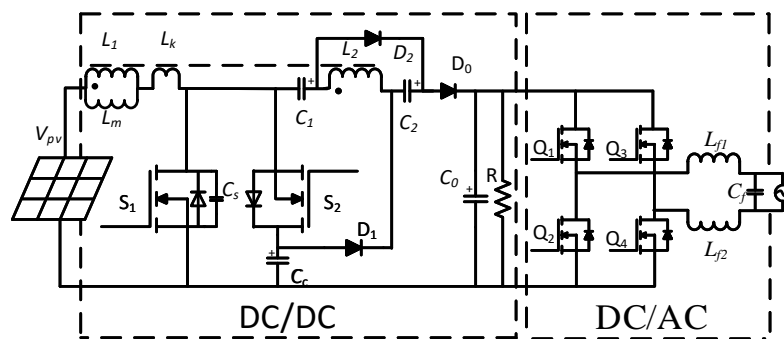 L1 Lk L2 D2 D0
Lm C1 C2
Vpv
Q1 Q3 Lf1
S1 Cs S2 C0 R Cf
D1 Q2 Q4
Cc Lf2
DC/DC DC/AC